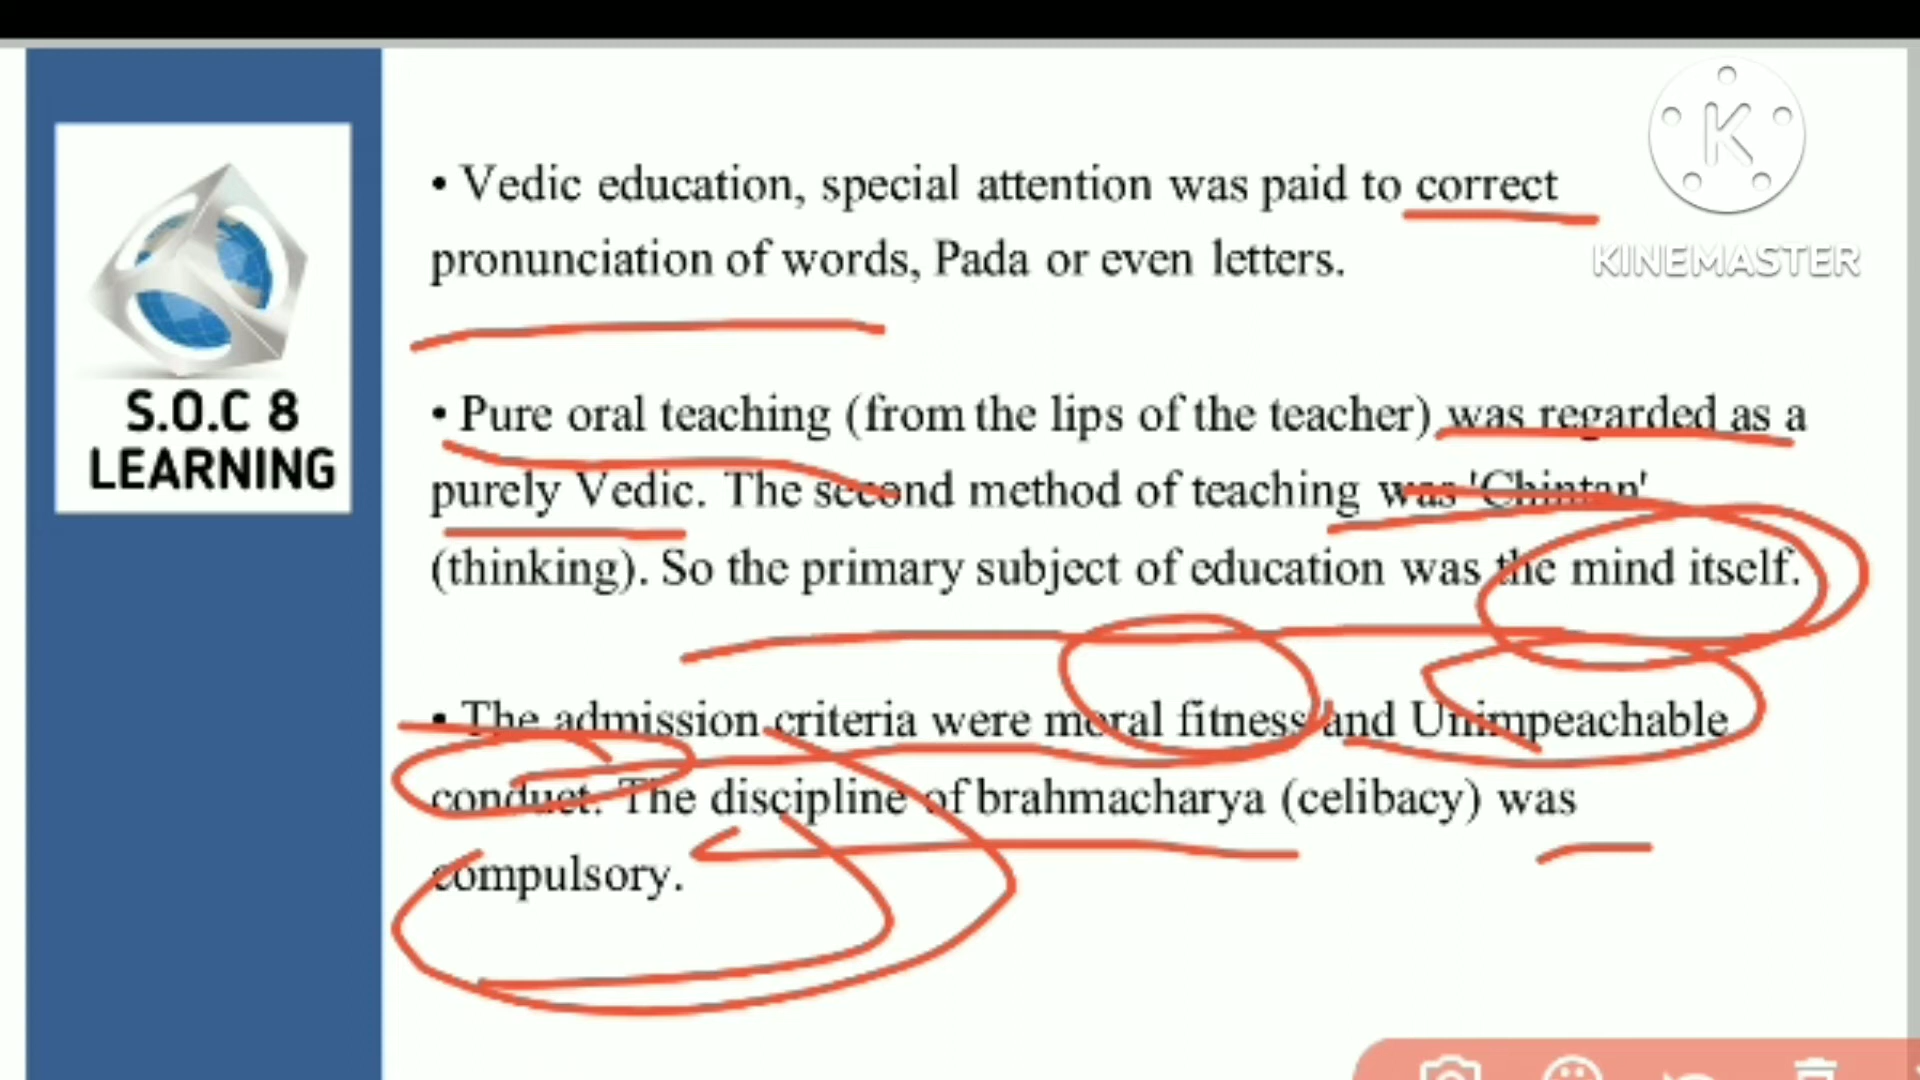 • Vedic education, special attention was paid to correct
pronunciation of words, Pada or even letters.
• Pure oral teaching (from the lips of the teacher) was regarded as a
purely Vedic. The second method of teaching was 'Chintan'
(thinking). So the primary subject of education was the mind itself.
• The admission criteria were moral fitness and Unimpeachable
conduct. The discipline of brahmacharya (celibacy) was
compulsory.
S.O.C 8
LEARNING
K
KINEMASTER